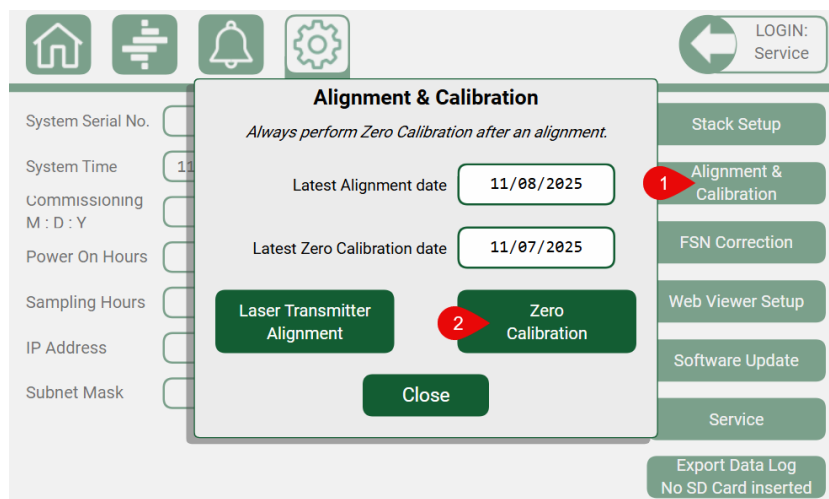 LOGIN:
Service
Alignment & Calibration
Always perform Zero Calibration after an alignment.
System Serial No.
System Time 11
Commissioning
M : D : Y
Power On Hours
Sampling Hours
IP Address
Subnet Mask
Latest Alignment date 11/08/2025
Latest Zero Calibration date 11/07/2025
Laser Transmitter
Alignment
2
Zero
Calibration
Close
Stack Setup
1
Alignment &
Calibration
FSN Correction
Web Viewer Setup
Software Update
Service
Export Data Log
No SD Card inserted